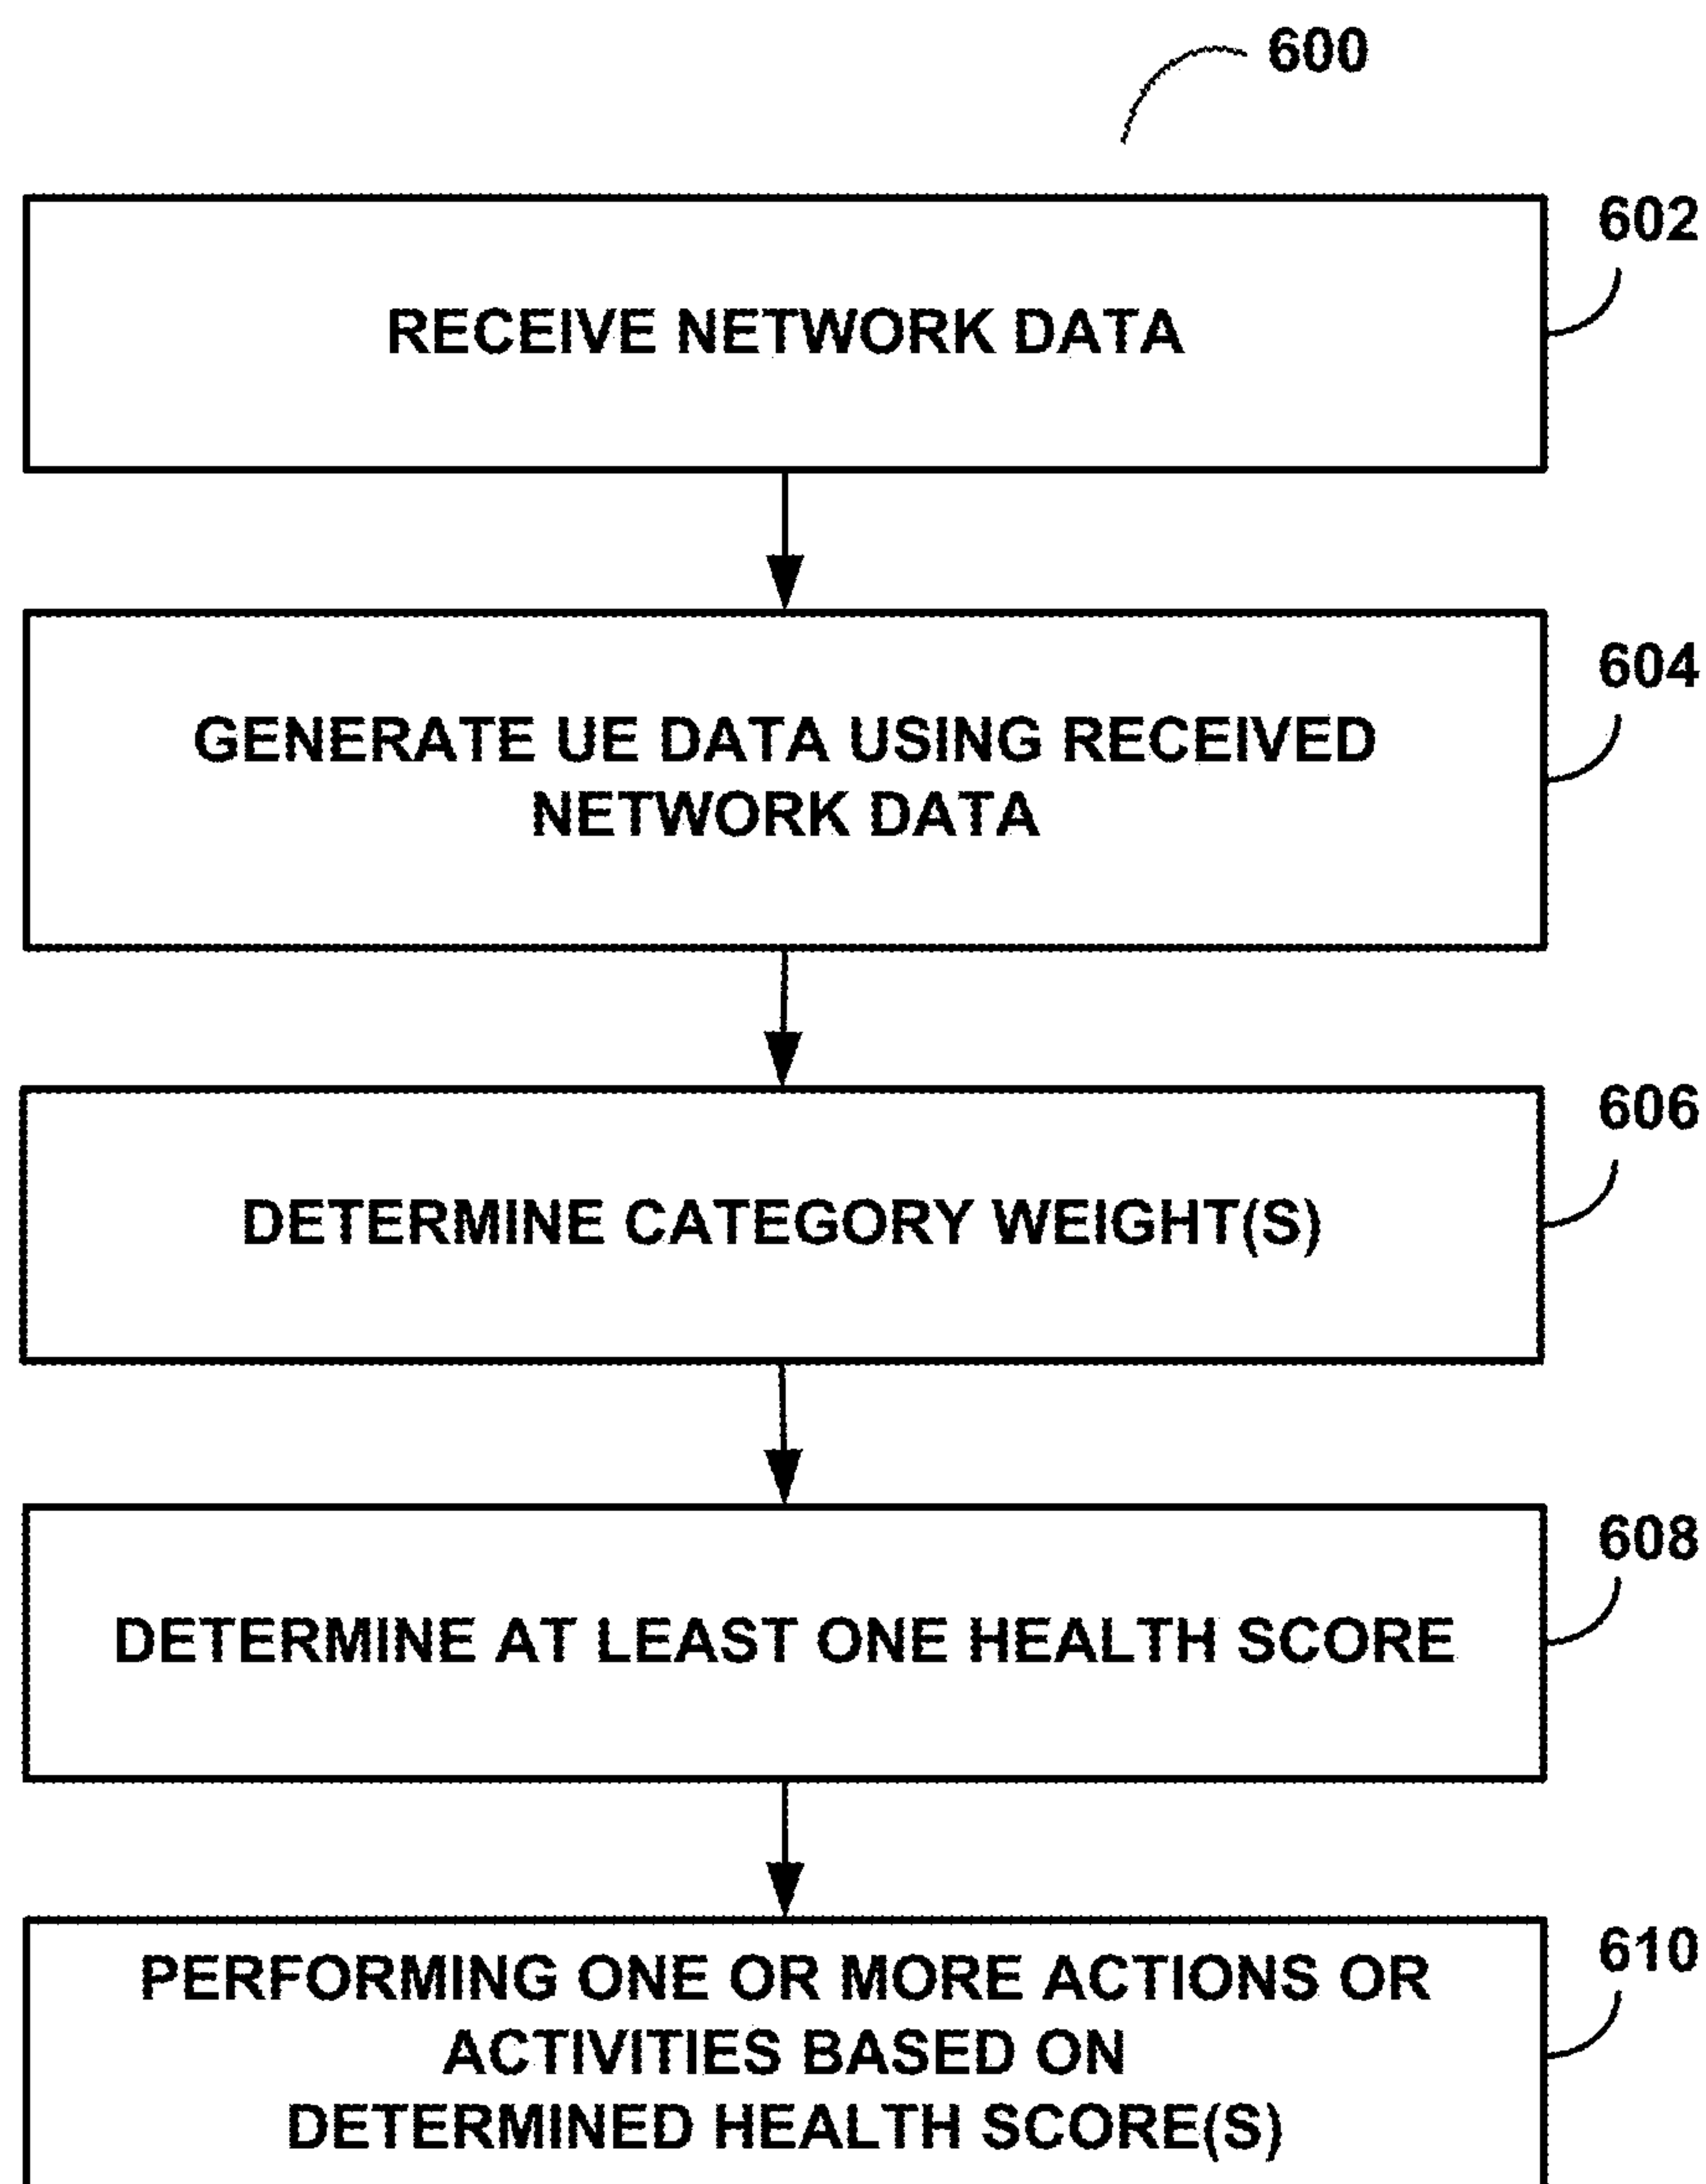 600
602
RECEIVE NETWORK DATA
604
GENERATE UE DATA USING RECEIVED
NETWORK DATA
606
DETERMINE CATEGORY WEIGHT(S)
608
DETERMINE AT LEAST ONE HEALTH SCORE
610
PERFORMING ONE OR MORE ACTIONS OR
ACTIVITIES BASED ON
DETERMINED HEALTH SCORE(S)